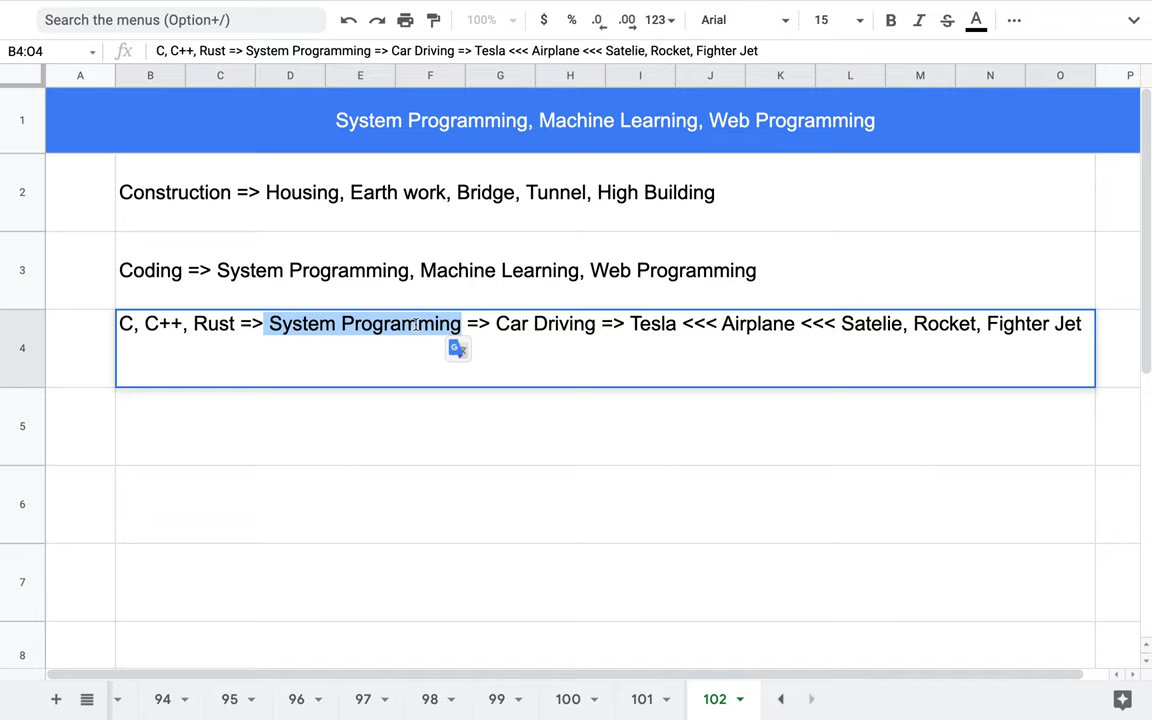 Search the menus (Option+/)
100%
$ % .0 .00 123
Arial
15
B I S A
B4:O4
fx
C, C++, Rust => System Programming => Car Driving => Tesla <<< Airplane <<< Satelie, Rocket, Fighter Jet
A B C D E F G H I J K L M N O P
1
System Programming, Machine Learning, Web Programming
2
Construction => Housing, Earth work, Bridge, Tunnel, High Building
3
Coding => System Programming, Machine Learning, Web Programming
4
C, C++, Rust => System Programming => Car Driving => Tesla <<< Airplane <<< Satelie, Rocket, Fighter Jet
5
6
7
8
94 95 96 97 98 99 100 101 102